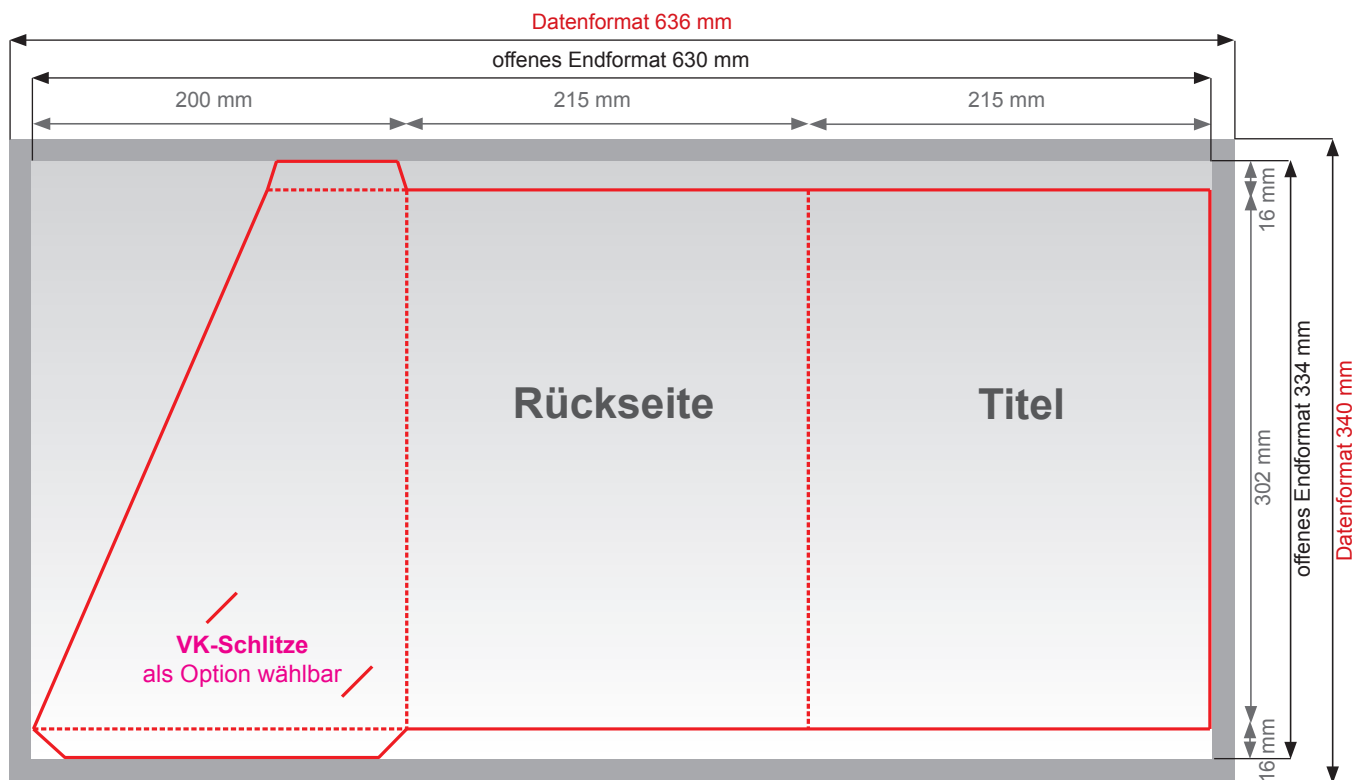 Datenformat 636 mm
offenes Endformat 630 mm
200 mm
215 mm
215 mm
16 mm
302 mm
16 mm
offenes Endformat 334 mm
Datenformat 340 mm
Rückseite
Titel
VK-Schlitze
als Option wählbar